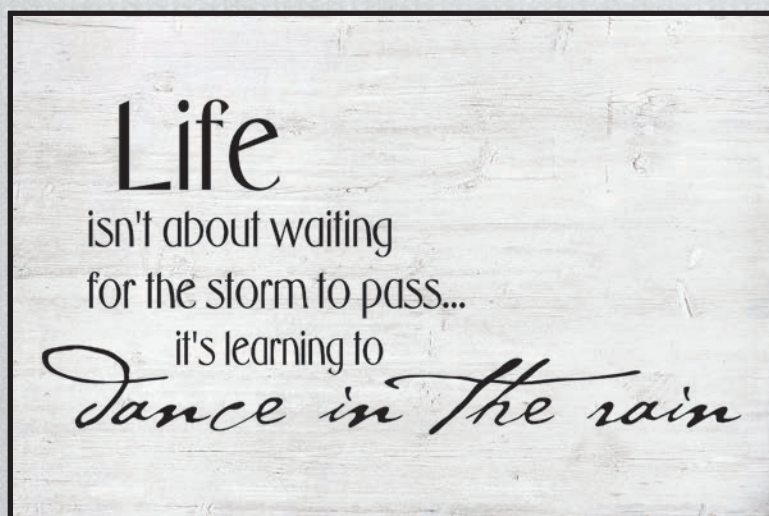 Life
isn't about waiting
for the storm to pass...
it's learning to
dance in the rain